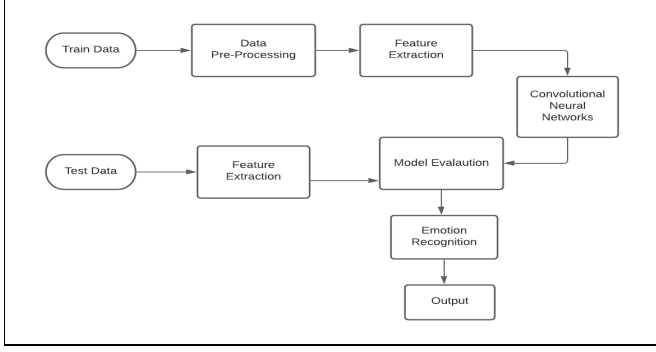 Train Data
Data
Pre-Processing
Feature
Extraction
Convolutional
Neural
Networks
Test Data
Feature
Extraction
Model Evalaution
Emotion
Recognition
Output